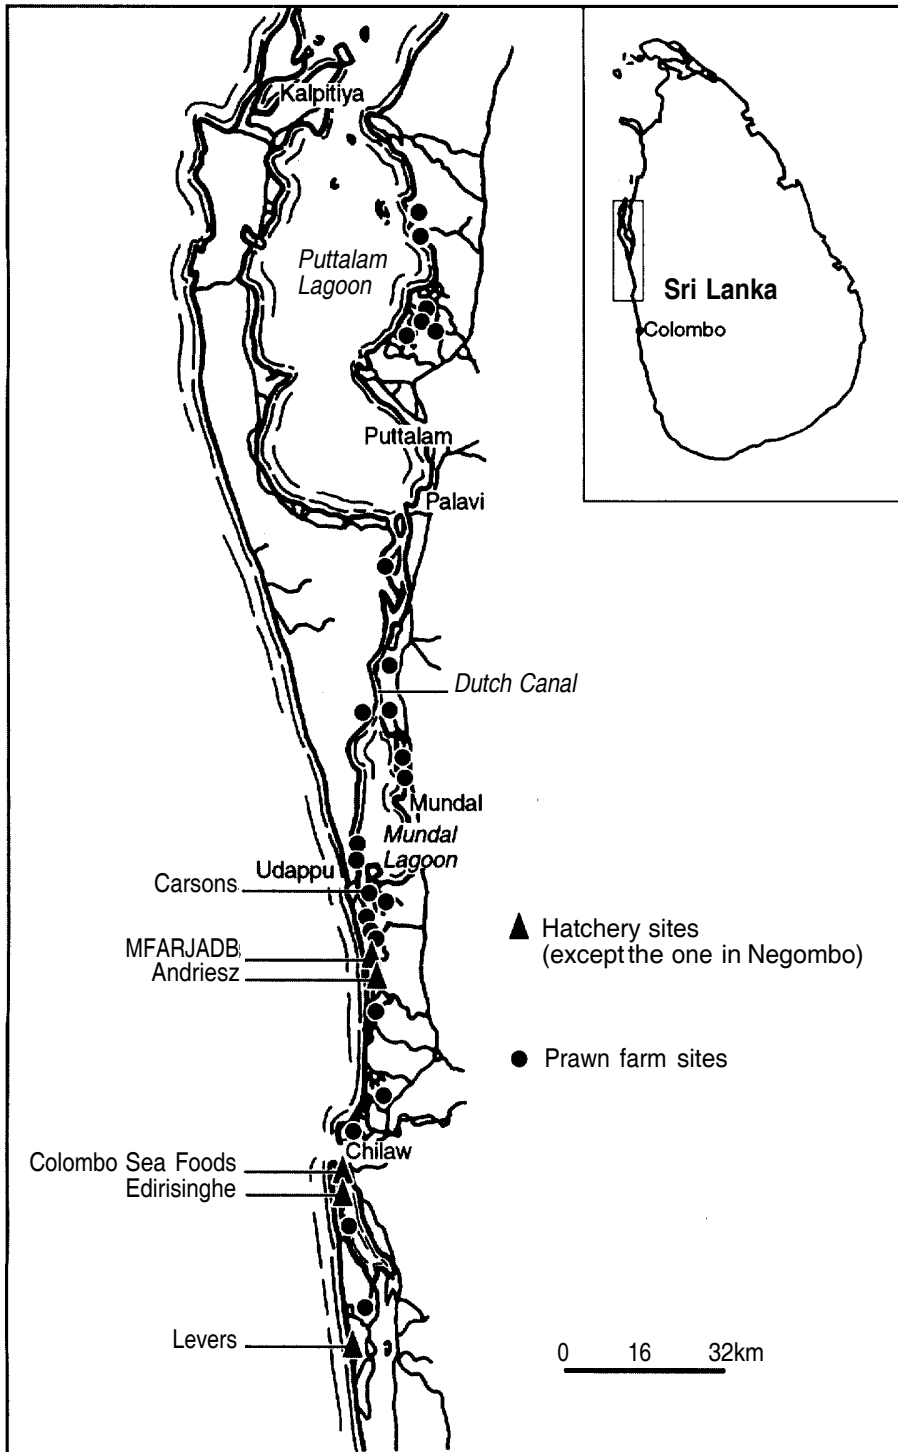 Kalpitiya
Puttalam
Lagoon
Sri Lanka
Colombo
Puttalam
Palavi
Dutch Canal
Mundal
Mundal
Lagoon
Udappu
Carsons
MFARJADB
Andriesz
Hatchery sites
(except the one in Negombo)
Prawn farm sites
Chilaw
Colombo Sea Foods
Edirisinghe
Levers
0 16 32km